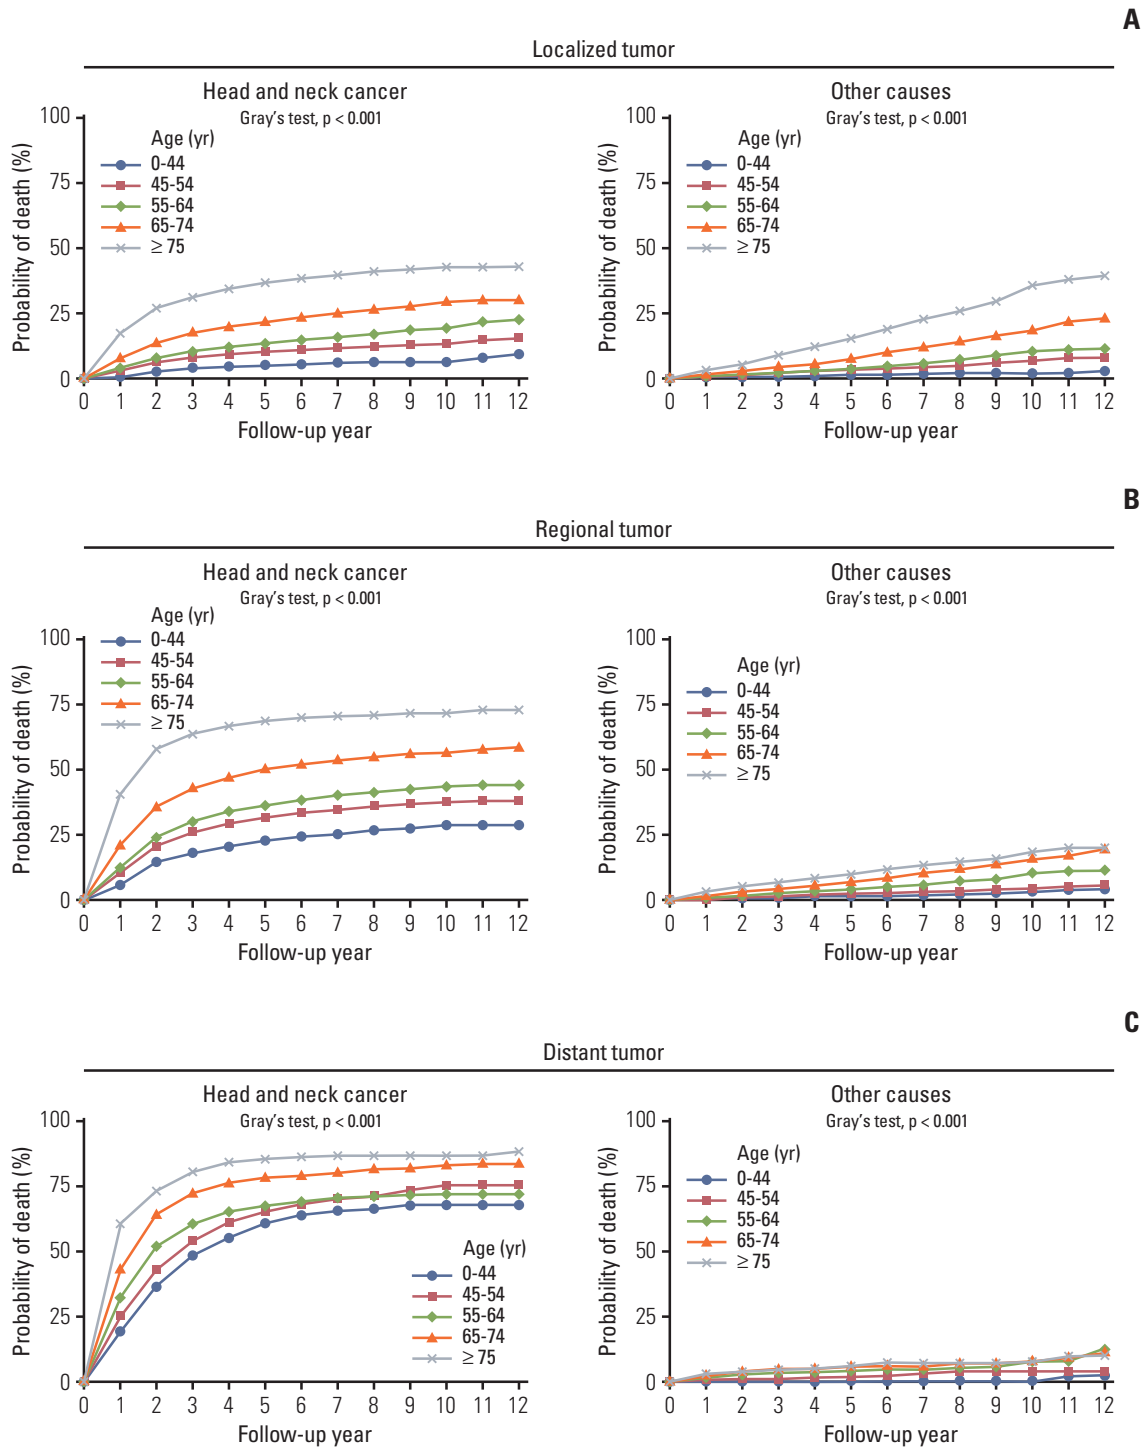 A
Localized tumor
Head and neck cancer
Gray's test, p < 0.001
Probability of death (%)
100
75
50
25
0
Age (yr)
0-44
45-54
55-64
65-74
≥ 75
0 1 2 3 4 5 6 7 8 9 10 11 12
Follow-up year
Other causes
Gray's test, p < 0.001
Probability of death (%)
100
75
50
25
0
Age (yr)
0-44
45-54
55-64
65-74
≥ 75
0 1 2 3 4 5 6 7 8 9 10 11 12
Follow-up year
B
Regional tumor
Head and neck cancer
Gray's test, p < 0.001
Probability of death (%)
100
75
50
25
0
Age (yr)
0-44
45-54
55-64
65-74
≥ 75
0 1 2 3 4 5 6 7 8 9 10 11 12
Follow-up year
Other causes
Gray's test, p < 0.001
Probability of death (%)
100
75
50
25
0
Age (yr)
0-44
45-54
55-64
65-74
≥ 75
0 1 2 3 4 5 6 7 8 9 10 11 12
Follow-up year
C
Distant tumor
Head and neck cancer
Gray's test, p < 0.001
Probability of death (%)
100
75
50
25
0
Age (yr)
0-44
45-54
55-64
65-74
≥ 75
0 1 2 3 4 5 6 7 8 9 10 11 12
Follow-up year
Other causes
Gray's test, p < 0.001
Probability of death (%)
100
75
50
25
0
Age (yr)
0-44
45-54
55-64
65-74
≥ 75
0 1 2 3 4 5 6 7 8 9 10 11 12
Follow-up year